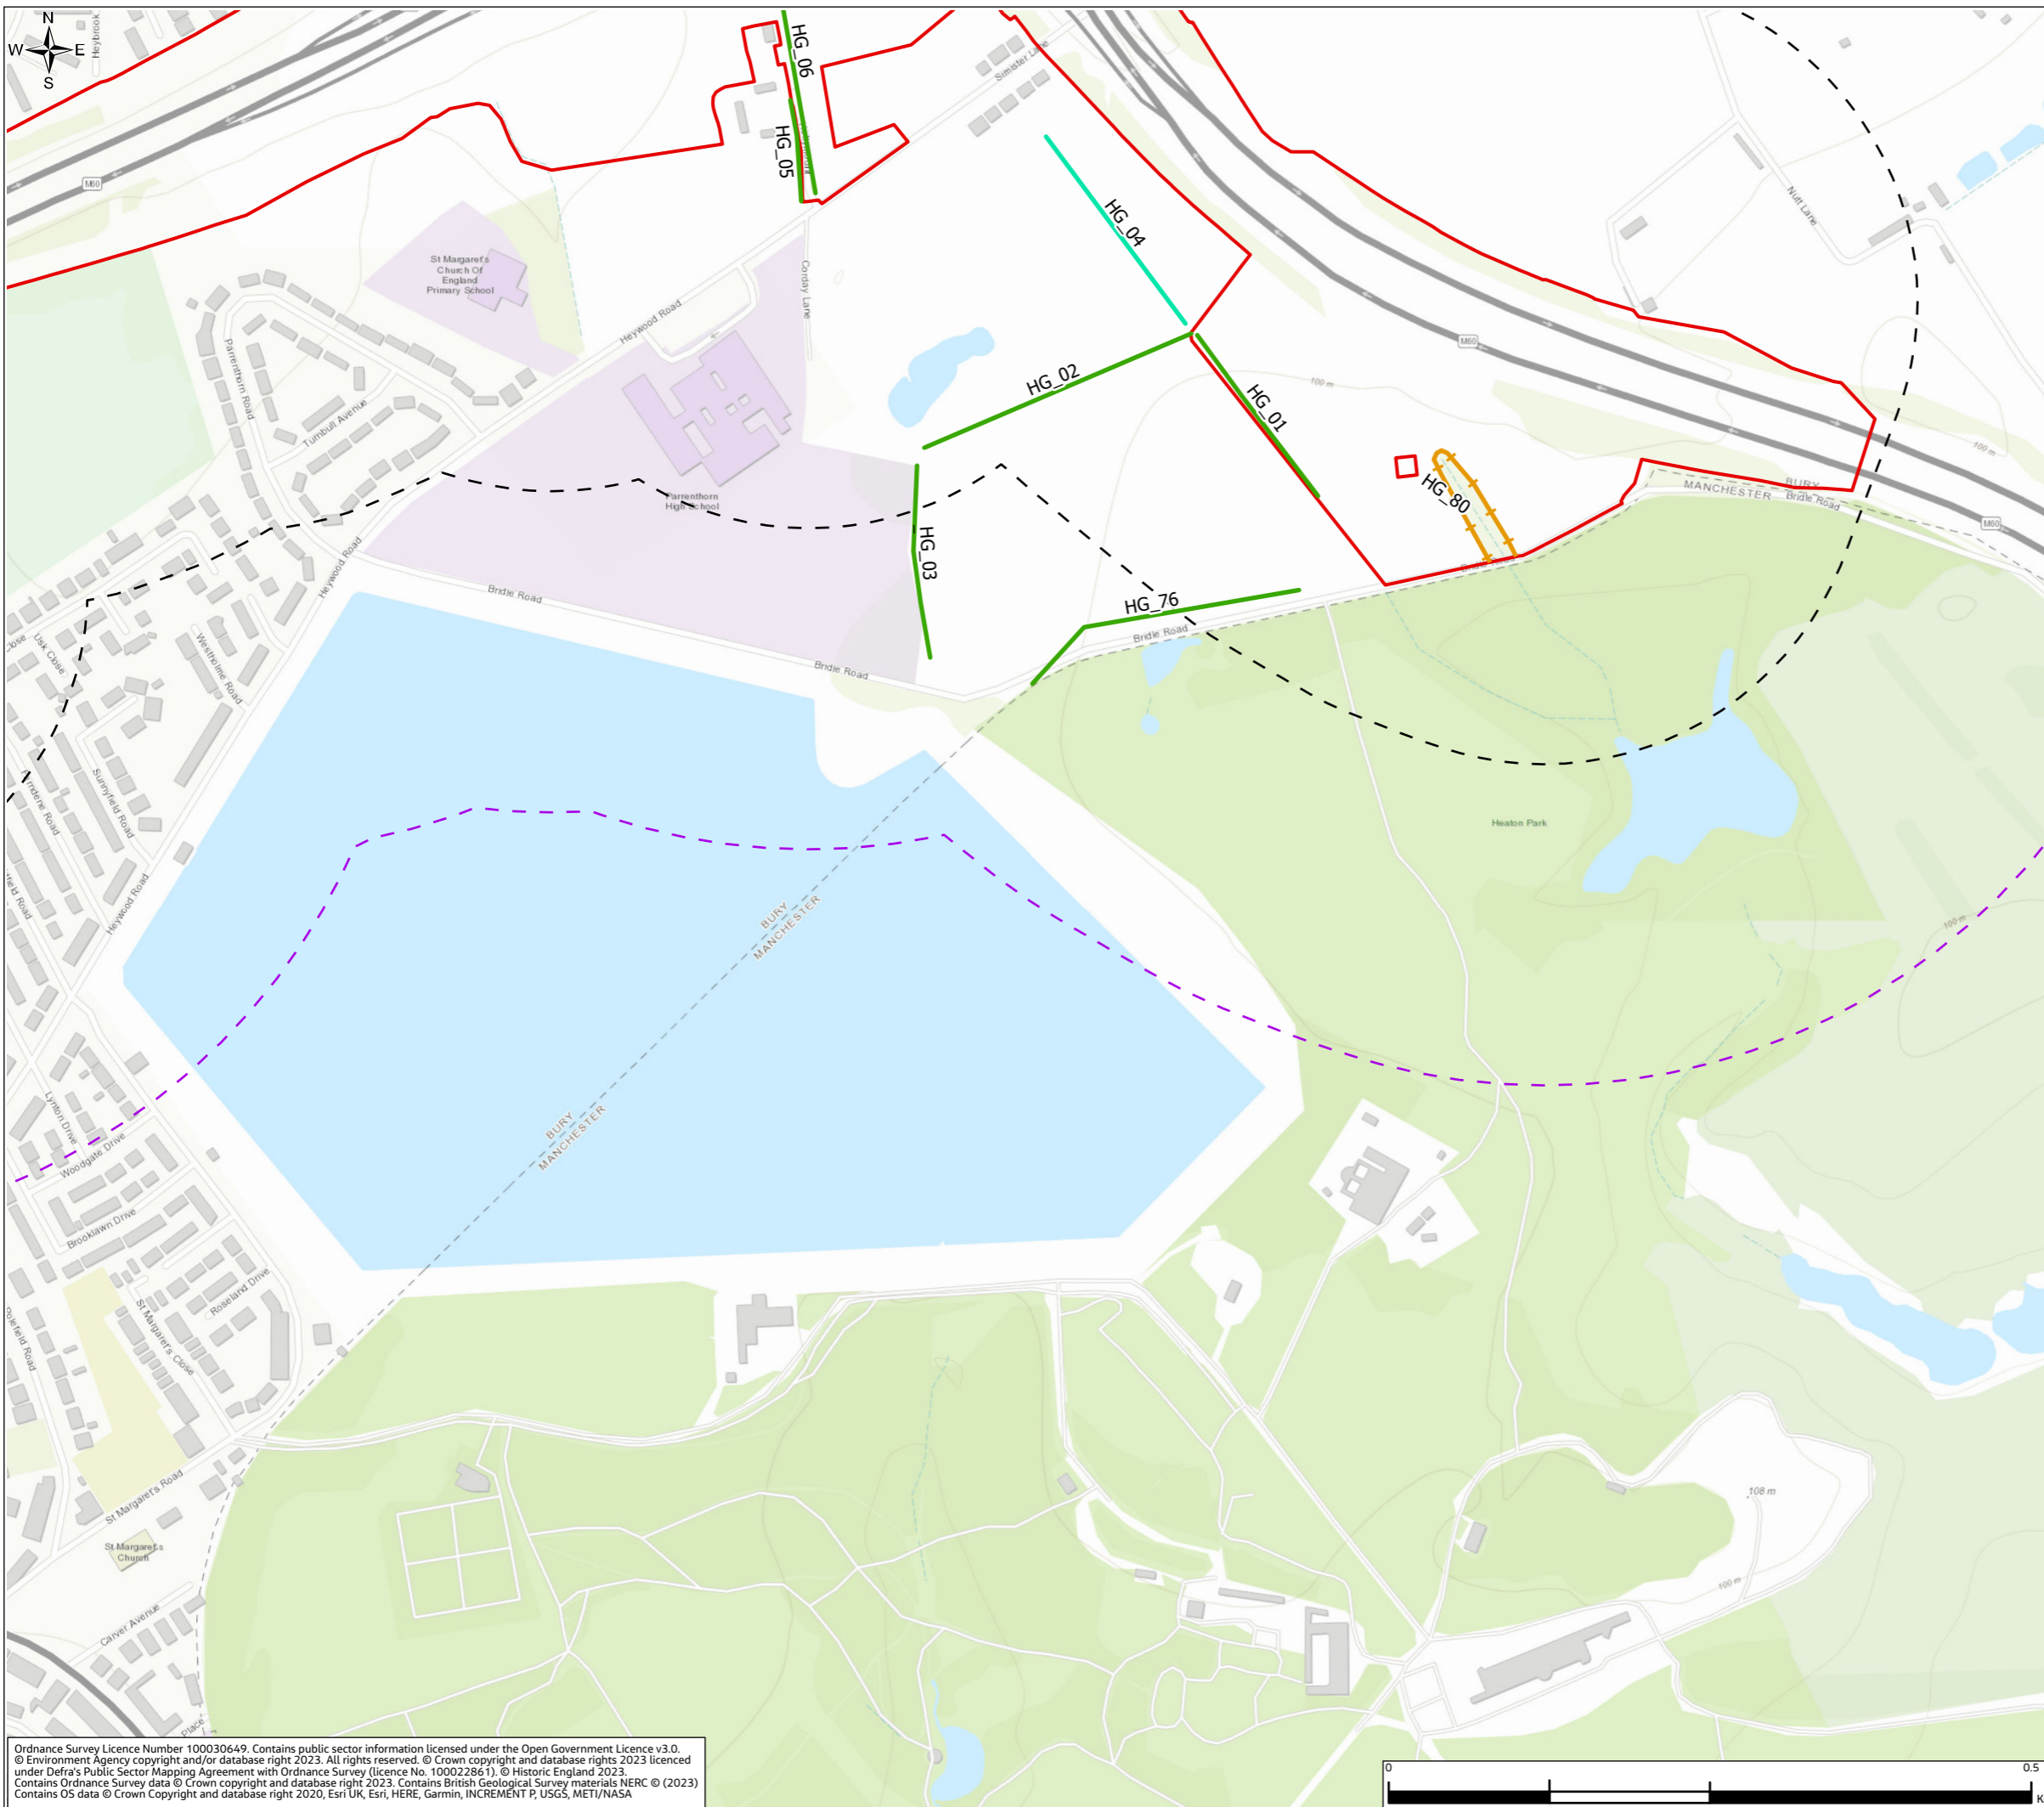 N
W E
S
Heybrook
HG_06
Simister Lane
HG_05
M60
HG_04
Nutt Lane
St Margaret's
Church Of
England
Primary School
Corday Lane
Heywood Road
M60
Parrenthorn Road
HG_02
100 m
HG_01
Turnbull Avenue
100 m
Parrenthorn
High School
HG_80
BURY
MANCHESTER
Bridle Road
M60
HG_03
Heywood Road
Bridle Road
Bridle Road
HG_76
Bridle Road
Close
Usk Close
Westholme Road
Bridle Road
Sunnyfield Road
Heaton Park
Heywood Road
BURY
MANCHESTER
100 m
Lynton Drive
BURY
MANCHESTER
Woodgate Drive
Brooklawn Drive
Roseland Drive
St Margaret's Close
Polefield Road
St Margaret's Road
108 m
St Margaret's
Church
100 m
Carver Avenue
Place
Ordnance Survey Licence Number 100030649. Contains public sector information licensed under the Open Government Licence v3.0.
© Environment Agency copyright and/or database right 2023. All rights reserved. © Crown copyright and database rights 2023 licenced
under Defra's Public Sector Mapping Agreement with Ordnance Survey (licence No. 100022861). © Historic England 2023.
Contains Ordnance Survey data © Crown copyright and database right 2023. Contains British Geological Survey materials NERC © (2023)
Contains OS data © Crown Copyright and database right 2020, Esri UK, Esri, HERE, Garmin, INCREMENT P, USGS, METI/NASA
0 0.5